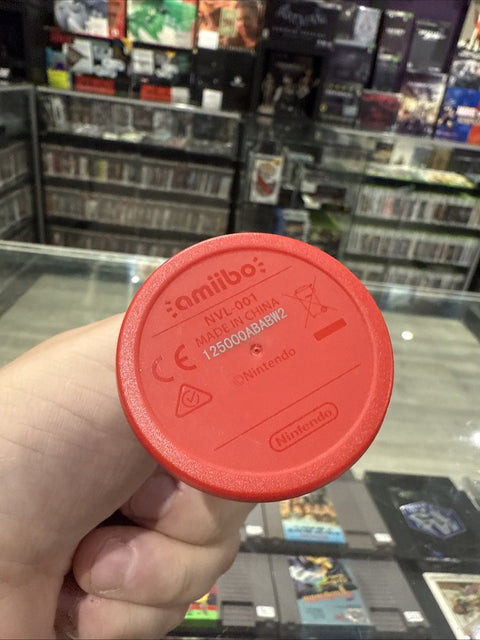 amiibo
NVL-001
MADE IN CHINA
125000ABABW2
CE
©Nintendo
Nintendo